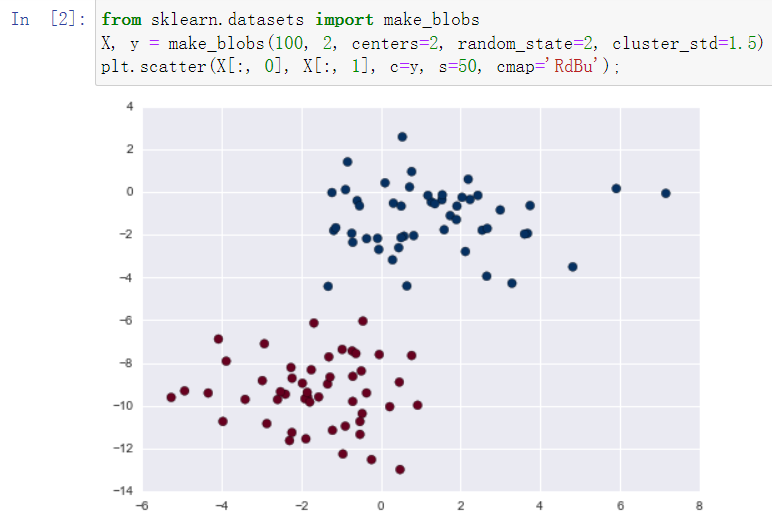 In [2]: from sklearn.datasets import make_blobs
X, y = make_blobs(100, 2, centers=2, random_state=2, cluster_std=1.5)
plt.scatter(X[:, 0], X[:, 1], c=y, s=50, cmap='RdBu');
4
2
0
−2
−4
−6
−8
−10
−12
−14
−6 −4 −2 0 2 4 6 8